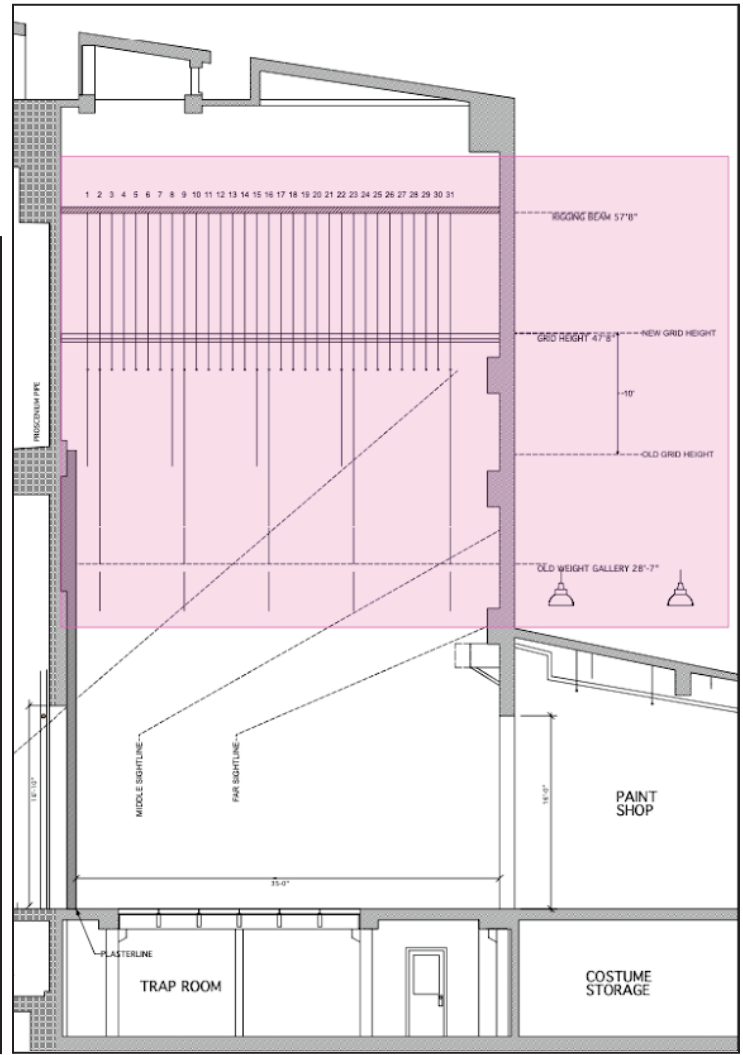 1 2 3 4 5 6 7 8 9 10 11 12 13 14 15 16 17 18 19 20 21 22 23 24 25 26 27 28 29 30 31
RIGGING BEAM 57'8"
NEW GRID HEIGHT
GRID HEIGHT 47'8"
10'
PROSCENIUM PIPE
OLD GRID HEIGHT
OLD WEIGHT GALLERY 28'-7"
MIDDLE SIGHTLINE
FAR SIGHTLINE
16'-10"
16'-0"
PAINT
SHOP
35'-0"
PLASTERLINE
TRAP ROOM
COSTUME
STORAGE